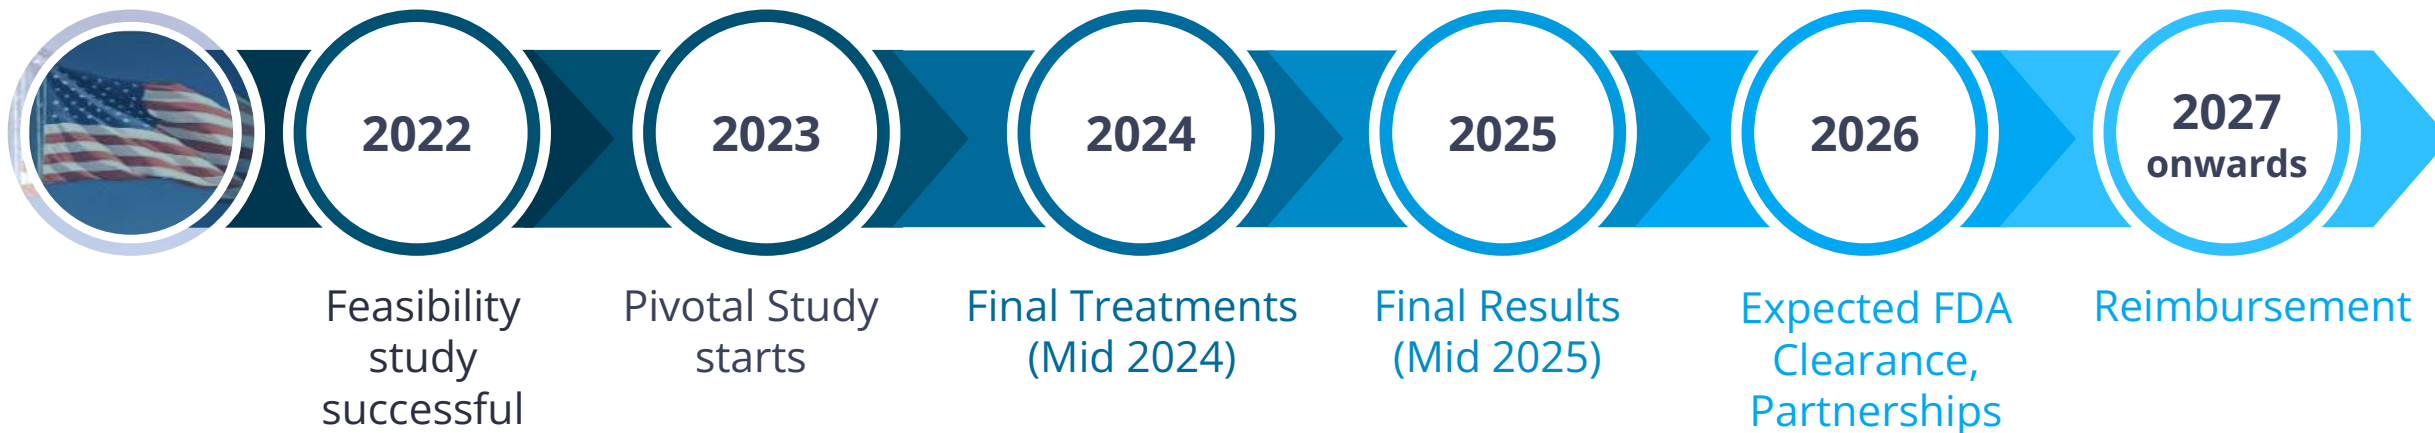 2022
2023
2024
2025
2026
2027
onwards
Feasibility
study
successful
Pivotal Study
starts
Final Treatments
(Mid 2024)
Final Results
(Mid 2025)
Expected FDA
Clearance,
Partnerships
Reimbursement